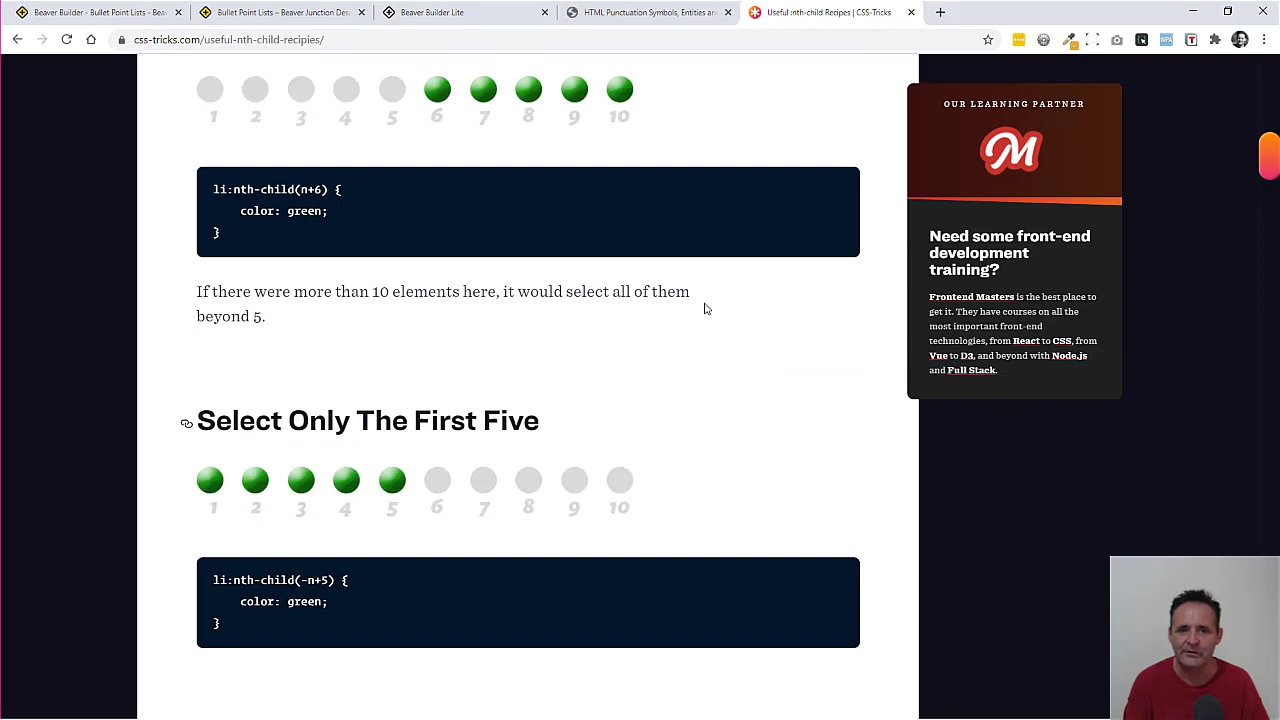 Beaver Builder - Bullet Point Lists - Bea
Bullet Point Lists – Beaver Junction Des
Beaver Builder Lite
HTML Punctuation Symbols, Entities an
Useful :nth-child Recipes | CSS-Tricks
css-tricks.com/useful-nth-child-recipies/
1 2 3 4 5 6 7 8 9 10
li:nth-child(n+6) {
color: green;
}
If there were more than 10 elements here, it would select all of them
beyond 5.
Select Only The First Five
1 2 3 4 5 6 7 8 9 10
li:nth-child(-n+5) {
color: green;
}
OUR LEARNING PARTNER
M
Need some front-end
development
training?
Frontend Masters is the best place to
get it. They have courses on all the
most important front-end
technologies, from React to CSS, from
Vue to D3, and beyond with Node.js
and Full Stack.